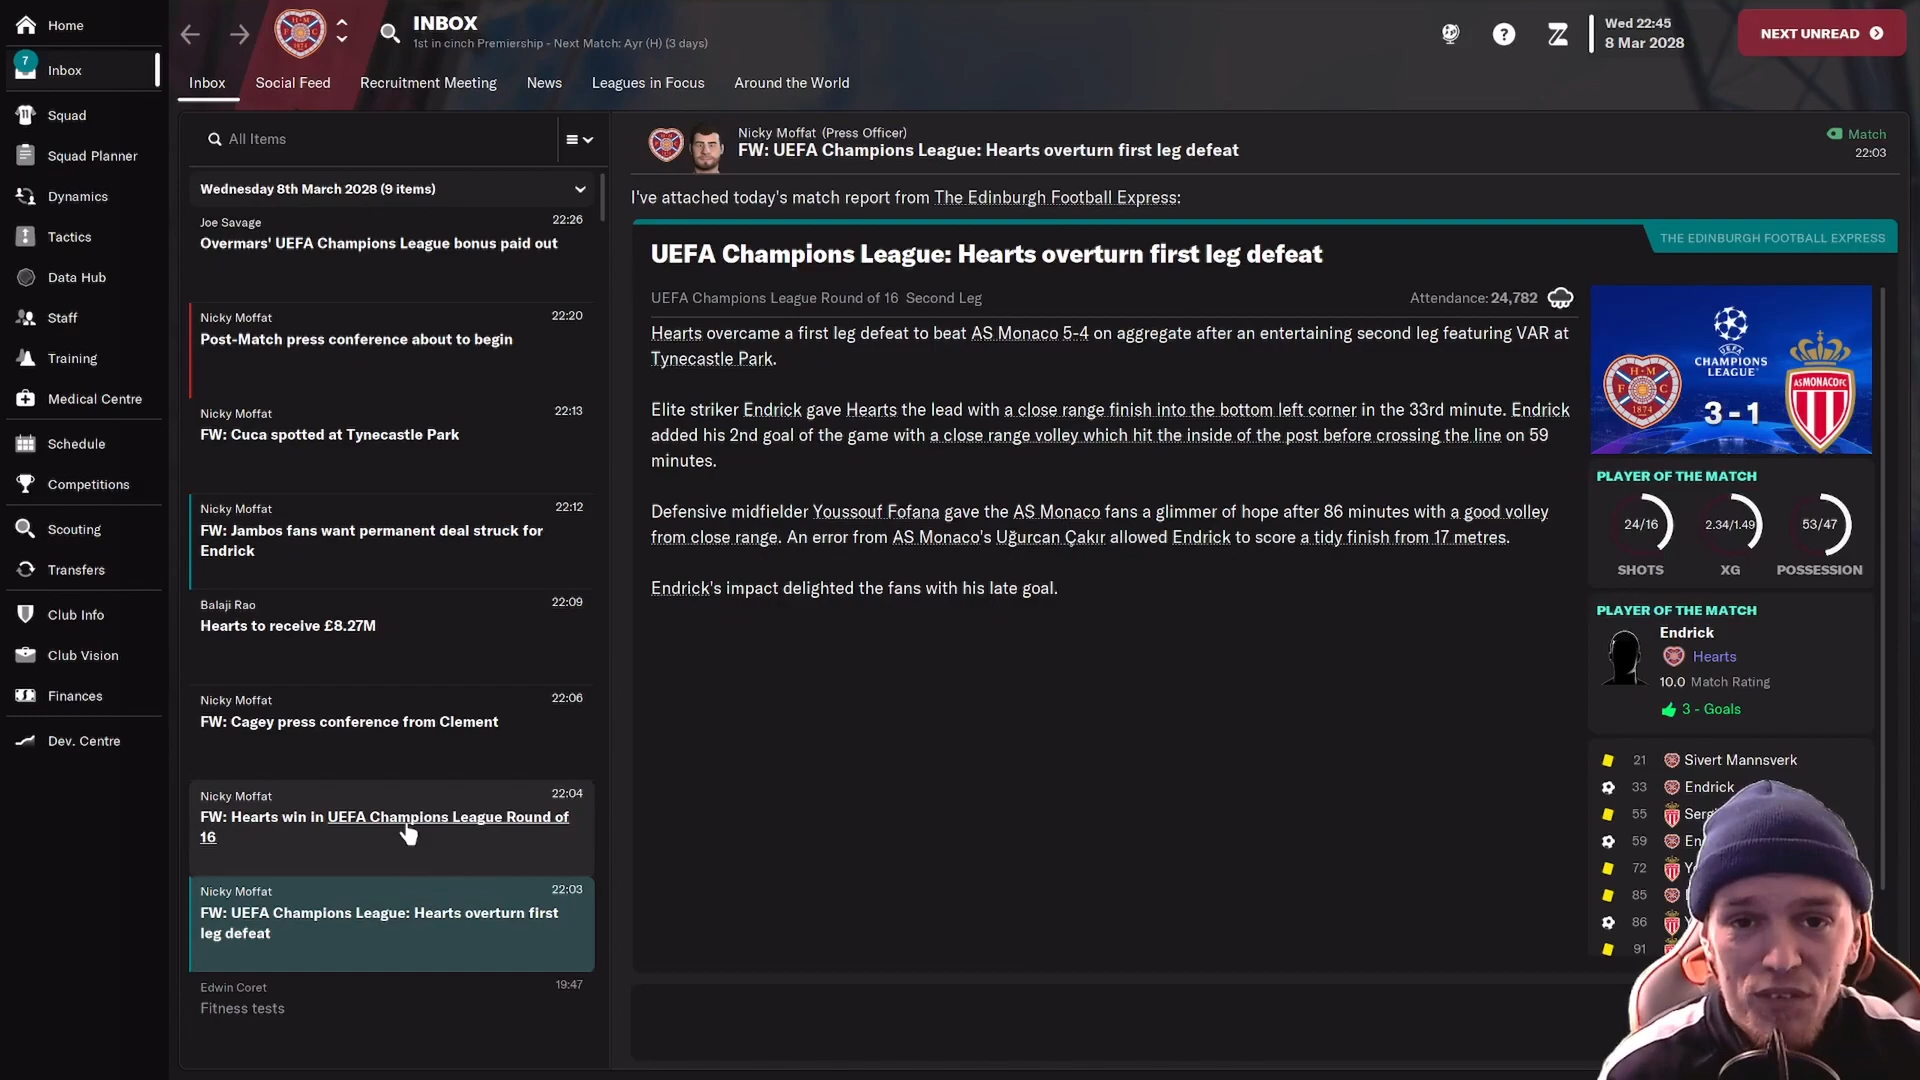 Home
7
Inbox
Squad
Squad Planner
Dynamics
Tactics
Data Hub
Staff
Training
Medical Centre
Schedule
Competitions
Scouting
Transfers
Club Info
Club Vision
Finances
Dev. Centre
INBOX
1st in cinch Premiership - Next Match: Ayr (H) (3 days)
Wed 22:45
8 Mar 2028
NEXT UNREAD
Inbox Social Feed Recruitment Meeting News Leagues in Focus Around the World
All Items
Wednesday 8th March 2028 (9 items)
Joe Savage 22:26
Overmars' UEFA Champions League bonus paid out
Nicky Moffat 22:20
Post-Match press conference about to begin
Nicky Moffat 22:13
FW: Cuca spotted at Tynecastle Park
Nicky Moffat 22:12
FW: Jambos fans want permanent deal struck for
Endrick
Balaji Rao 22:09
Hearts to receive £8.27M
Nicky Moffat 22:06
FW: Cagey press conference from Clement
Nicky Moffat 22:04
FW: Hearts win in UEFA Champions League Round of
16
Nicky Moffat 22:03
FW: UEFA Champions League: Hearts overturn first
leg defeat
Edwin Coret 19:47
Fitness tests
Nicky Moffat (Press Officer)
FW: UEFA Champions League: Hearts overturn first leg defeat
Match
22:03
I've attached today's match report from The Edinburgh Football Express:
THE EDINBURGH FOOTBALL EXPRESS
UEFA Champions League: Hearts overturn first leg defeat
UEFA Champions League Round of 16 Second Leg
Attendance: 24,782
Hearts overcame a first leg defeat to beat AS Monaco 5-4 on aggregate after an entertaining second leg featuring VAR at
Tynecastle Park.
Elite striker Endrick gave Hearts the lead with a close range finish into the bottom left corner in the 33rd minute. Endrick
added his 2nd goal of the game with a close range volley which hit the inside of the post before crossing the line on 59
minutes.
Defensive midfielder Youssouf Fofana gave the AS Monaco fans a glimmer of hope after 86 minutes with a good volley
from close range. An error from AS Monaco's Uğurcan Çakır allowed Endrick to score a tidy finish from 17 metres.
Endrick's impact delighted the fans with his late goal.
CHAMPIONS
LEAGUE
H M
F C
1874
AS MONACO FC
3 - 1
PLAYER OF THE MATCH
24/16
2.34/1.49
53/47
SHOTS
XG
POSSESSION
PLAYER OF THE MATCH
Endrick
Hearts
10.0 Match Rating
3 - Goals
21 Sivert Mannsverk
33 Endrick
55
59
72
85
86
91